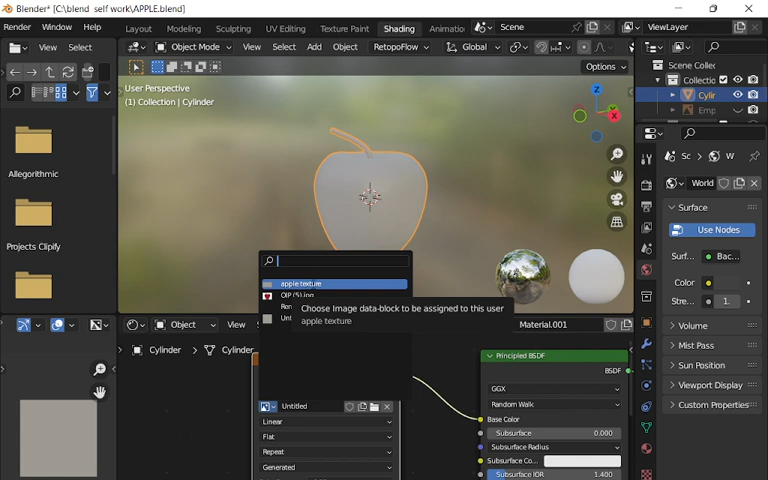 Blender* [C:\blend self work\APPLE.blend]
Render Window Help Layout Modeling Sculpting UV Editing Texture Paint Shading Animatio Scene ViewLayer
View Select Object Mode View Select Add Object RetopoFlow Global
Options
Scene Collec
Collectic
Cylir
Emp
User Perspective
(1) Collection | Cylinder
Z
X
Allegorithmic
Projects Clipify
Sc W
World
Surface
Use Nodes
Surf... Bac...
Color
Stre... 1.
Volume
Mist Pass
Sun Position
Viewport Display
Custom Properties
apple texture
OIP (5).jpg
Ren
Unt
Choose Image data-block to be assigned to this user
apple texture
Object View Material.001
Cylinder Cylinder
Principled BSDF
BSDF
GGX
Random Walk
Base Color
Subsurface 0.000
Subsurface Radius
Subsurface Co...
Subsurface IOR 1.400
Untitled
Linear
Flat
Repeat
Generated